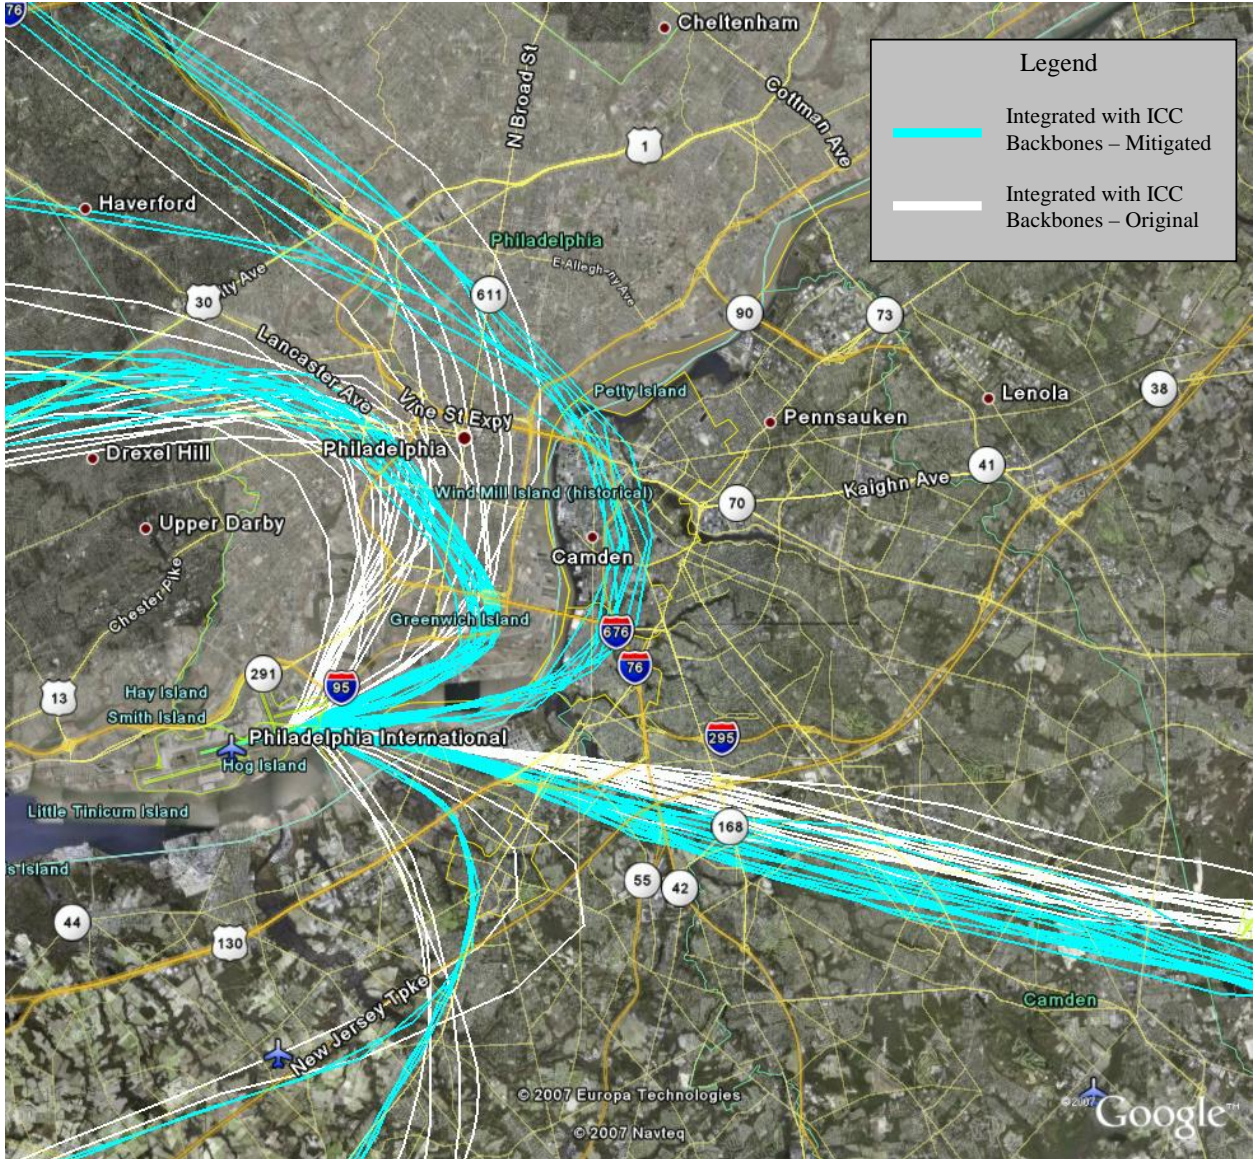 76
Cheltenham
Legend
Integrated with ICC
Backbones – Mitigated
Integrated with ICC
Backbones – Original
N Broad St
Cottman Ave
1
Haverford
Philadelphia
30
611
90
73
Lancaster Ave
Petty Island
Lenola
38
Vine St Expy
Pennsauken
Philadelphia
Drexel Hill
41
Kaighn Ave
Wind Mill Island (historical)
70
Upper Darby
Camden
Chester Pike
Greenwich Island
676
76
291
95
13
Hay Island
Smith Island
Philadelphia International
295
Hog Island
Little Tinicum Island
168
s Island
55
42
44
130
New Jersey Tpke
Camden
© 2007 Europa Technologies
© 2007
Google™
© 2007 Navteq